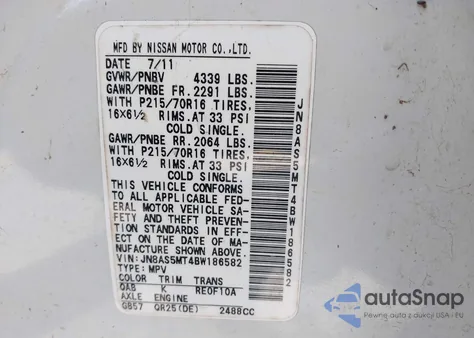 MFD BY NISSAN MOTOR CO.,LTD.
DATE 7/11
GVWR/PNBV 4339 LBS.
GAWR/PNBE FR. 2291 LBS.
WITH P215/70R16 TIRES,
16X6½ RIMS.AT 33 PSI
COLD SINGLE.
GAWR/PNBE RR. 2064 LBS.
WITH P215/70R16 TIRES,
16X6½ RIMS.AT 33 PSI
COLD SINGLE.
THIS VEHICLE CONFORMS
TO ALL APPLICABLE FED-
ERAL MOTOR VEHICLE SA-
FETY AND THEFT PREVEN-
TION STANDARDS IN EFF-
ECT ON THE DATE OF MA-
NUFACTURE SHOWN ABOVE.
VIN: JN8AS5MT4BW186582
TYPE: MPV
COLOR TRIM TRANS
QAB K RE0F10A
AXLE ENGINE
GB57 QR25(DE) 2488CC
JN8AS5MT4BW186582
autoSnap
Pewniejsze auto z USA i EU